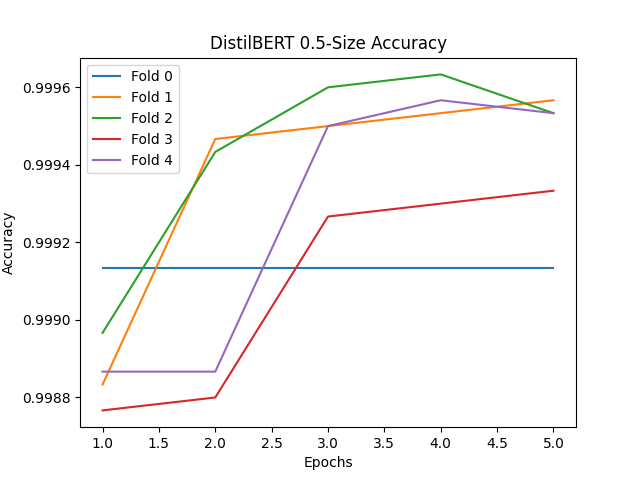 DistilBERT 0.5-Size Accuracy
Fold 0
Fold 1
Fold 2
Fold 3
Fold 4
0.9996
0.9994
0.9992
0.9990
0.9988
Accuracy
1.0 1.5 2.0 2.5 3.0 3.5 4.0 4.5 5.0
Epochs